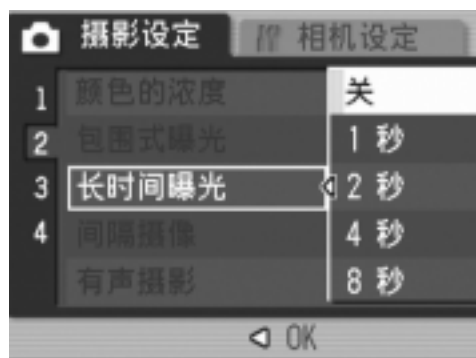 摄影设定 相机设定
1 颜色的浓度 关
2 包围式曝光 1 秒
3 长时间曝光 2 秒
4 间隔摄像 4 秒
有声摄影 8 秒
OK